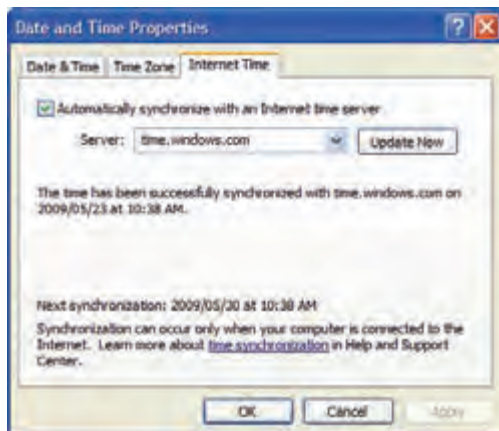 Date and Time Properties
Date & Time Time Zone Internet Time
Automatically synchronize with an Internet time server
Server: time.windows.com Update Now
The time has been successfully synchronized with time.windows.com on
2009/05/23 at 10:38 AM.
Next synchronization: 2009/05/30 at 10:38 AM
Synchronization can occur only when your computer is connected to the
Internet. Learn more about time synchronization in Help and Support
Center.
OK Cancel Apply